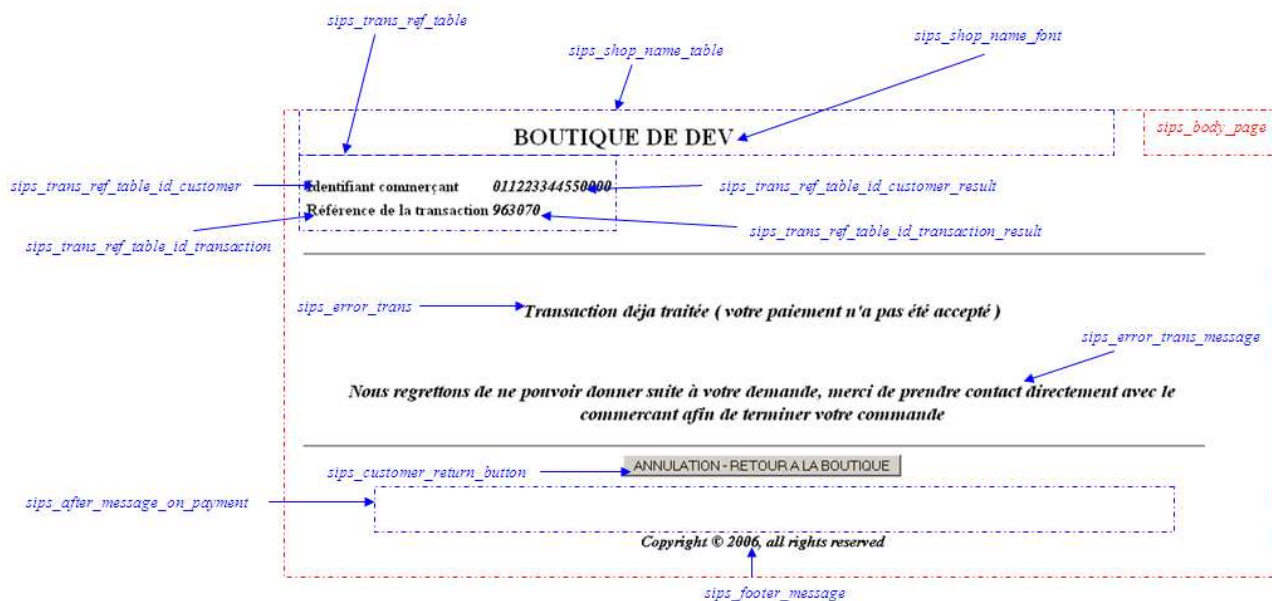 sips_trans_ref_table
sips_shop_name_font
sips_shop_name_table
BOUTIQUE DE DEV
sips_body_page
sips_trans_ref_table_id_customer
Identifiant commerçant 011223344550000
sips_trans_ref_table_id_customer_result
Référence de la transaction 963070
sips_trans_ref_table_id_transaction
sips_trans_ref_table_id_transaction_result
sips_error_trans
Transaction déja traitée ( votre paiement n'a pas été accepté )
sips_error_trans_message
Nous regrettons de ne pouvoir donner suite à votre demande, merci de prendre contact directement avec le
commercant afin de terminer votre commande
ANNULATION - RETOUR A LA BOUTIQUE
sips_customer_return_button
sips_after_message_on_payment
Copyright © 2006, all rights reserved
sips_footer_message